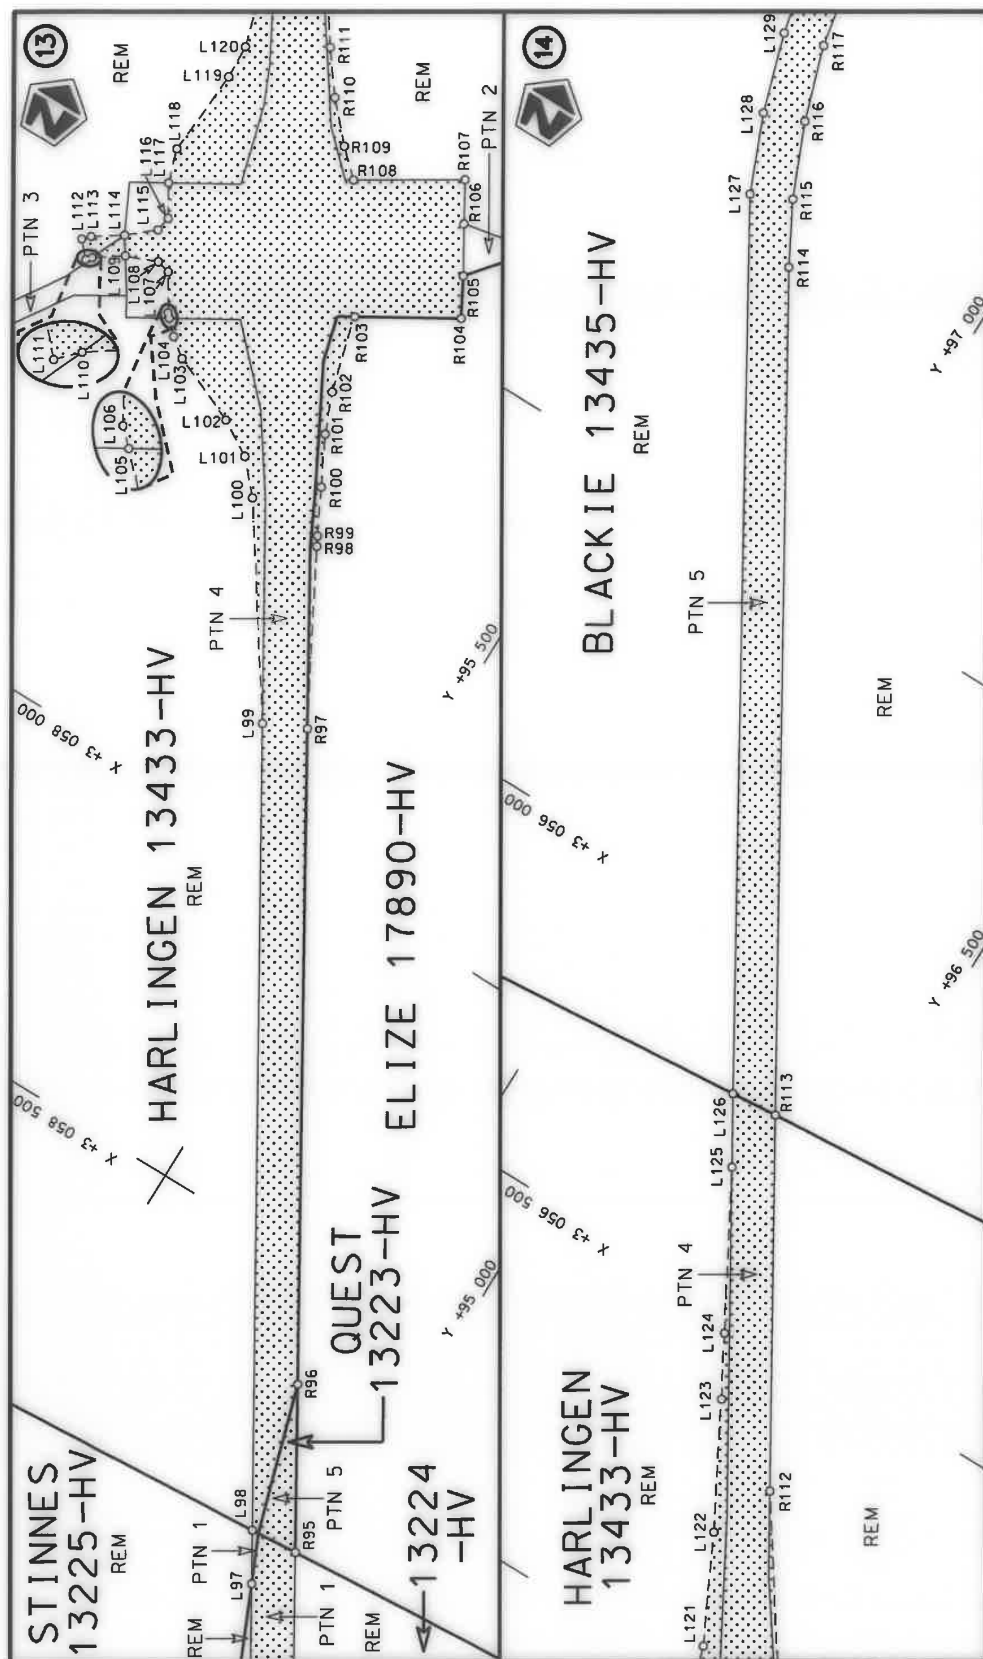 13
N
REM
L120
L119
L118
L117
L116
L115
L114
L113
L112
PTN 3
L109
L108
L107
L111
L110
L106
L105
L104
L103
L102
L101
L100
R111
R110
R109
R108
R107
R106
R105
R104
R103
R102
R101
R100
R99
R98
REM
PTN 2
PTN 4
L99
R97
HARLINGEN 13433-HV
REM
ELIZE 17890-HV
X +3 058 000
X +3 058 500
Y +95 500
Y +95 000
QUEST
13223-HV
R96
STINNES
13225-HV
REM
L98
L97
PTN 1
REM
R95
PTN 5
PTN 1
REM
13224
-HV
14
N
L129
L128
L127
R117
R116
R115
R114
BLACKIE 13435-HV
REM
PTN 5
REM
X +3 056 000
X +3 056 500
Y +97 000
Y +96 500
L126
L125
R113
PTN 4
L124
L123
L122
L121
R112
HARLINGEN
13433-HV
REM
REM